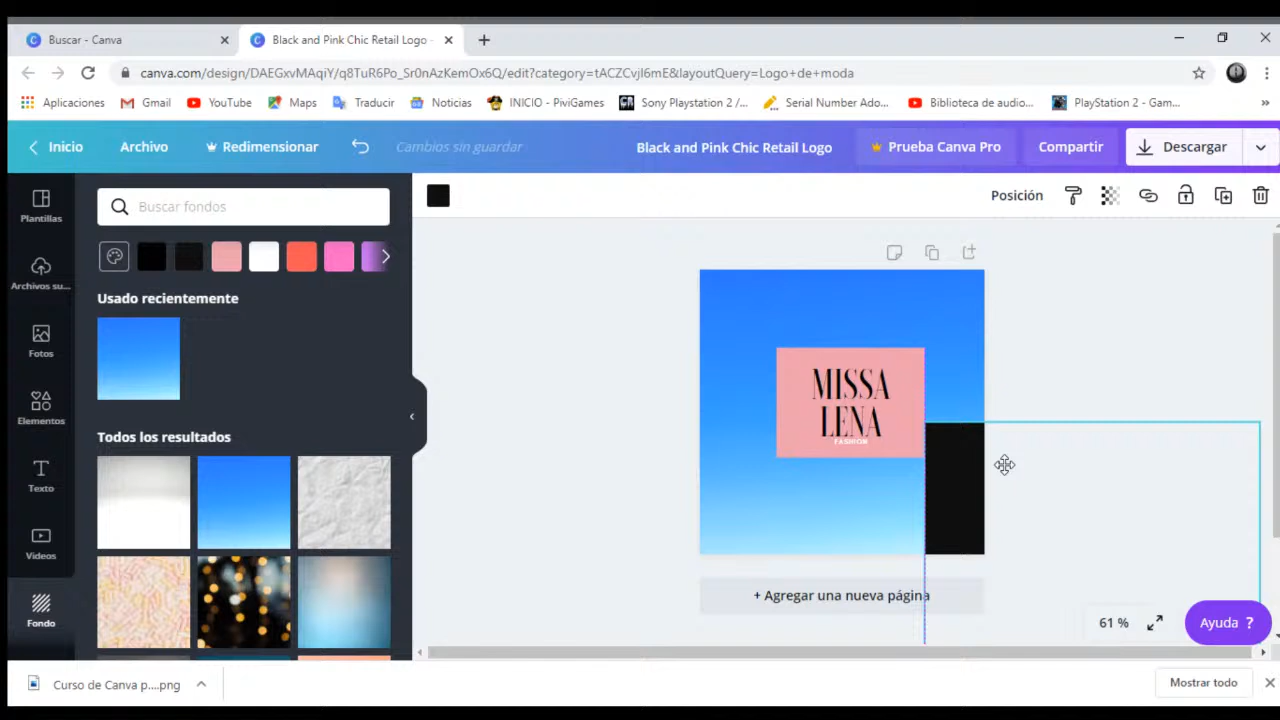 Buscar - Canva
Black and Pink Chic Retail Logo -
canva.com/design/DAEGxvMAqiY/q8TuR6Po_Sr0nAzKemOx6Q/edit?category=tACZCvjI6mE&layoutQuery=Logo+de+moda
Aplicaciones Gmail YouTube Maps Traducir Noticias INICIO - PiviGames Sony Playstation 2 /... Serial Number Ado... Biblioteca de audio... PlayStation 2 - Gam... »
Inicio Archivo Redimensionar Cambios sin guardar Black and Pink Chic Retail Logo Prueba Canva Pro Compartir Descargar
Plantillas
Archivos su...
Fotos
Elementos
Texto
Videos
Fondo
Buscar fondos
Usado recientemente
Todos los resultados
Posición
MISSA
LENA
FASHION
+ Agregar una nueva página
61 %
Ayuda ?
Curso de Canva p....png
Mostrar todo